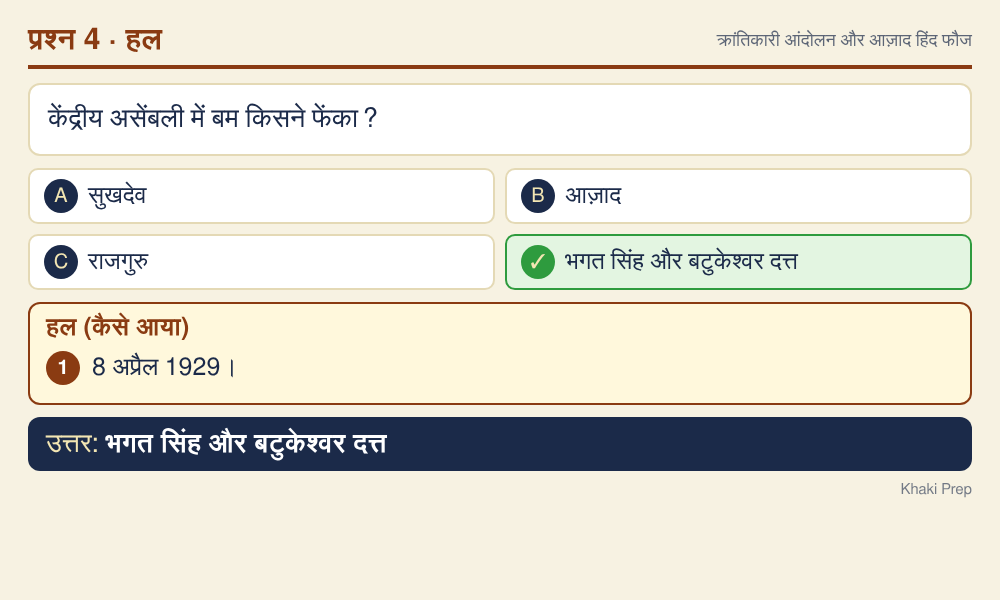 प्रश्न 4 · हल
क्रांतिकारी आंदोलन और आज़ाद हिंद फौज
केंद्रीय असेंबली में बम किसने फेंका ?
A सुखदेव
B आज़ाद
C राजगुरु
✓ भगत सिंह और बटुकेश्वर दत्त
हल (कैसे आया)
1 8 अप्रैल 1929।
उत्तर: भगत सिंह और बटुकेश्वर दत्त
Khaki Prep